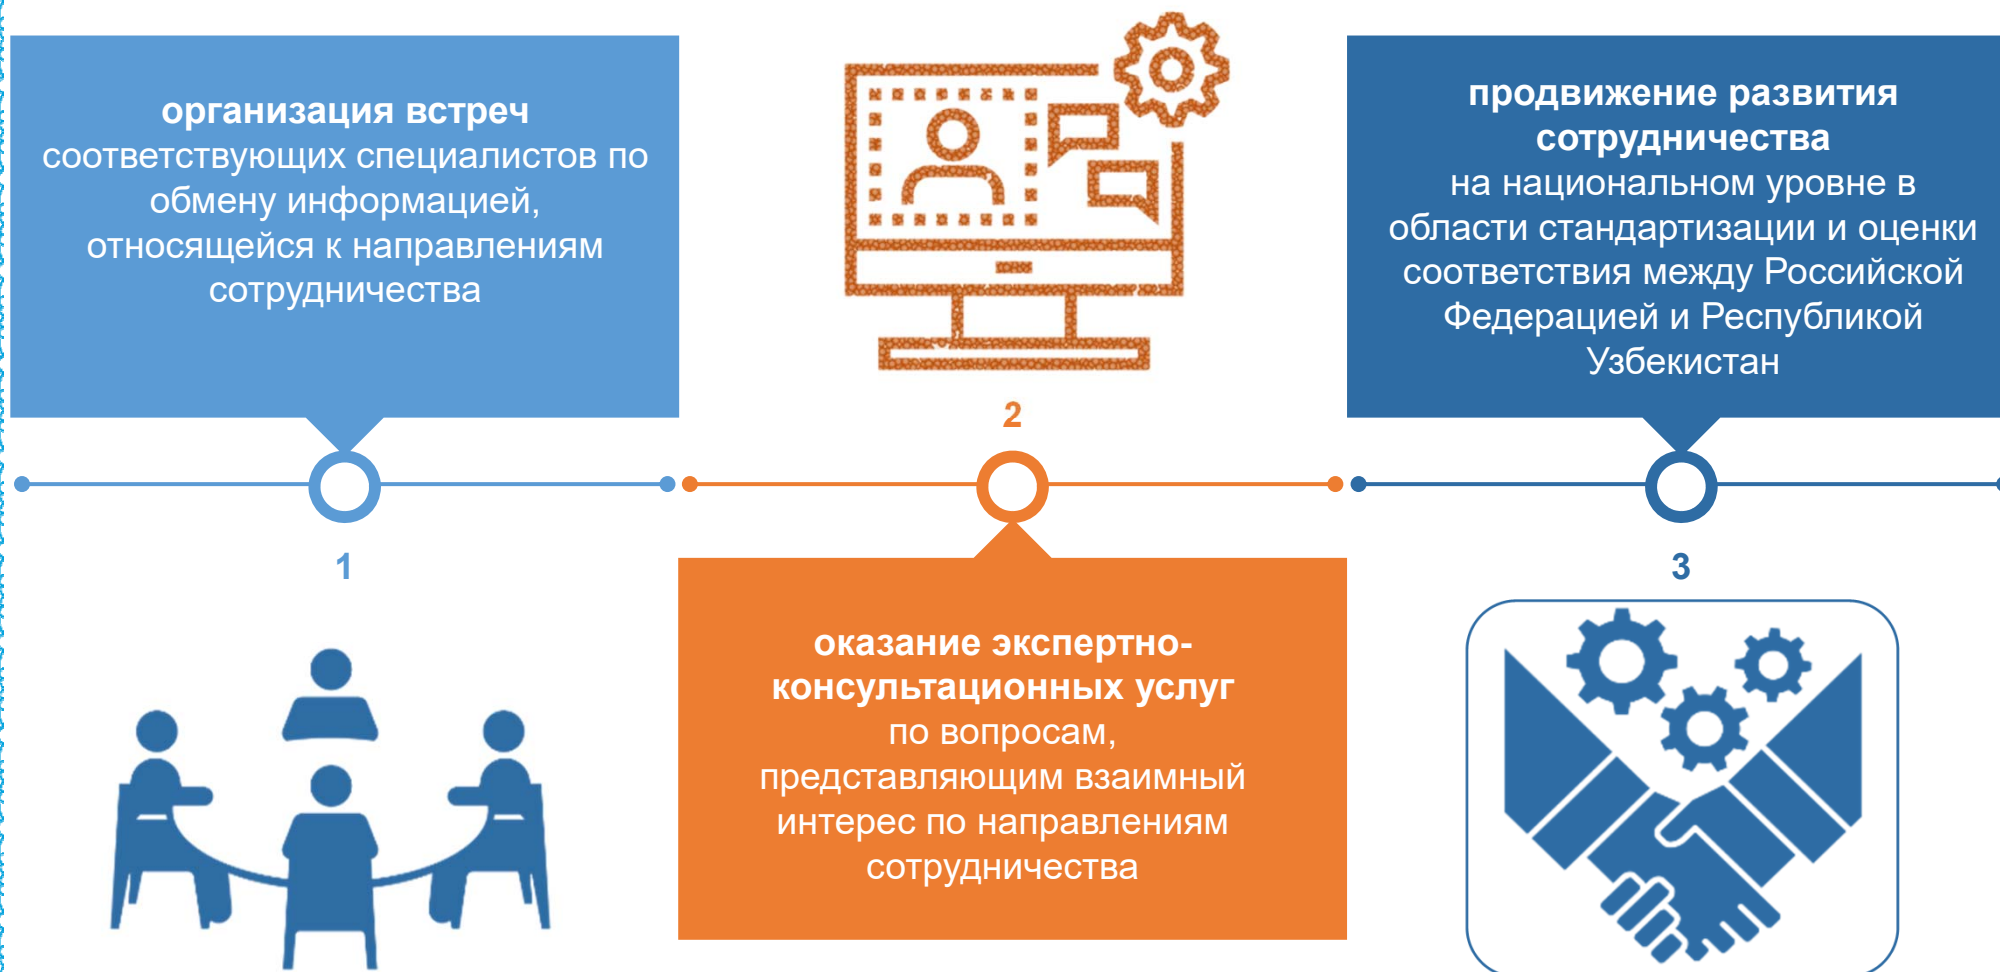 организация встреч
соответствующих специалистов по
обмену информацией,
относящейся к направлениям
сотрудничества
1
2
оказание экспертно-
консультационных услуг
по вопросам,
представляющим взаимный
интерес по направлениям
сотрудничества
продвижение развития
сотрудничества
на национальном уровне в
области стандартизации и оценки
соответствия между Российской
Федерацией и Республикой
Узбекистан
3